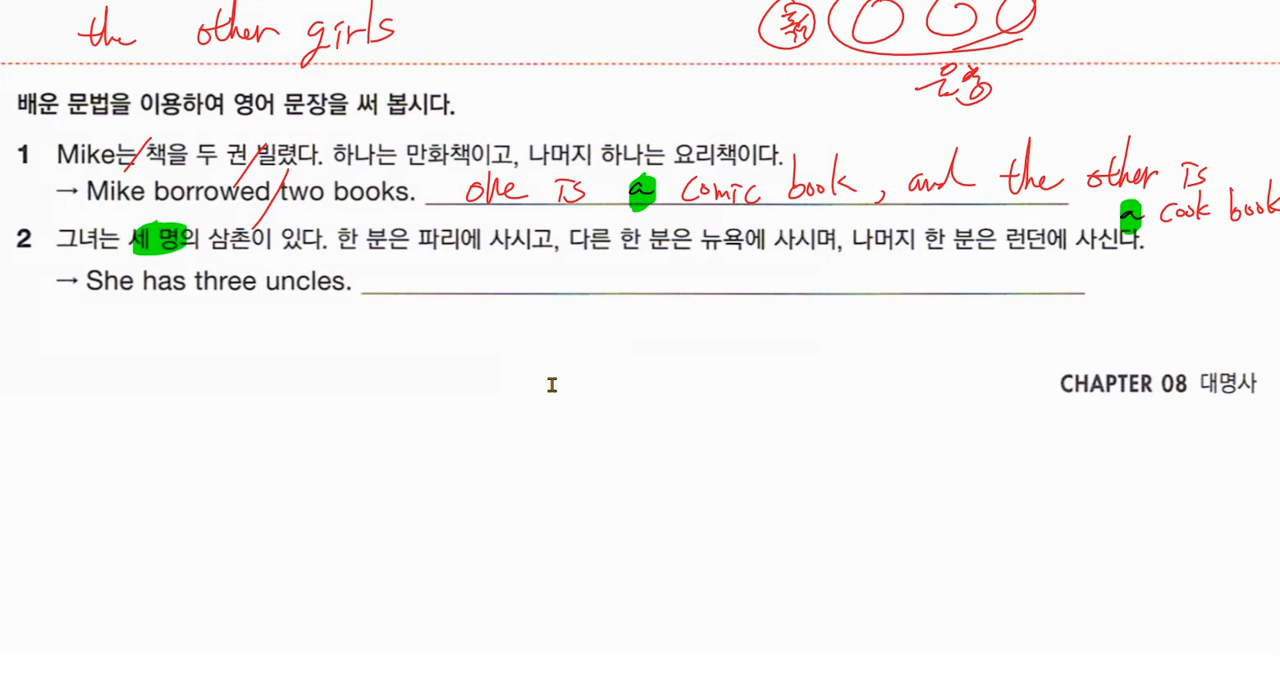 the other girls
배운 문법을 이용하여 영어 문장을 써 봅시다.
1 Mike는 책을 두 권 빌렸다. 하나는 만화책이고, 나머지 하나는 요리책이다.
→ Mike borrowed two books. one is a comic book, and the other is
a cook book
2 그녀는 세 명의 삼촌이 있다. 한 분은 파리에 사시고, 다른 한 분은 뉴욕에 사시며, 나머지 한 분은 런던에 사신다.
→ She has three uncles.
CHAPTER 08 대명사